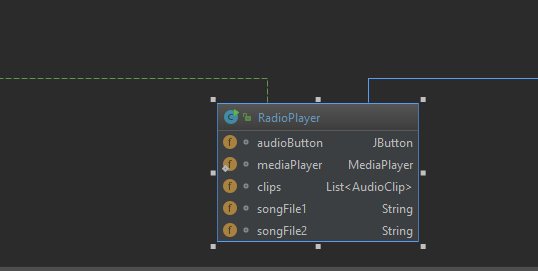 RadioPlayer
audioButton JButton
mediaPlayer MediaPlayer
clips List<AudioClip>
songFile1 String
songFile2 String